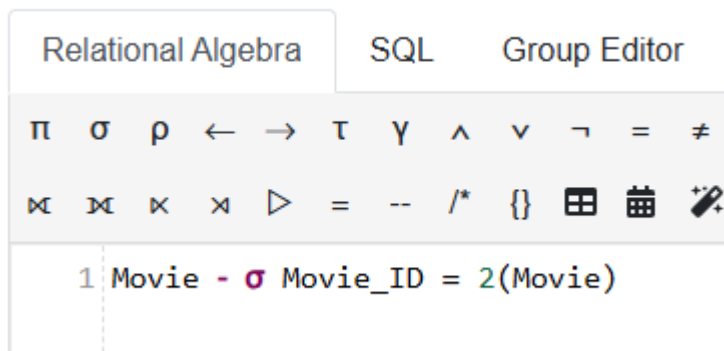 Relational Algebra SQL Group Editor
π σ ρ ← → τ γ ∧ ∨ ¬ = ≠
⟕ ⟗ ⋉ ⋊ ▷ = -- /* {}
1 Movie - σ Movie_ID = 2(Movie)